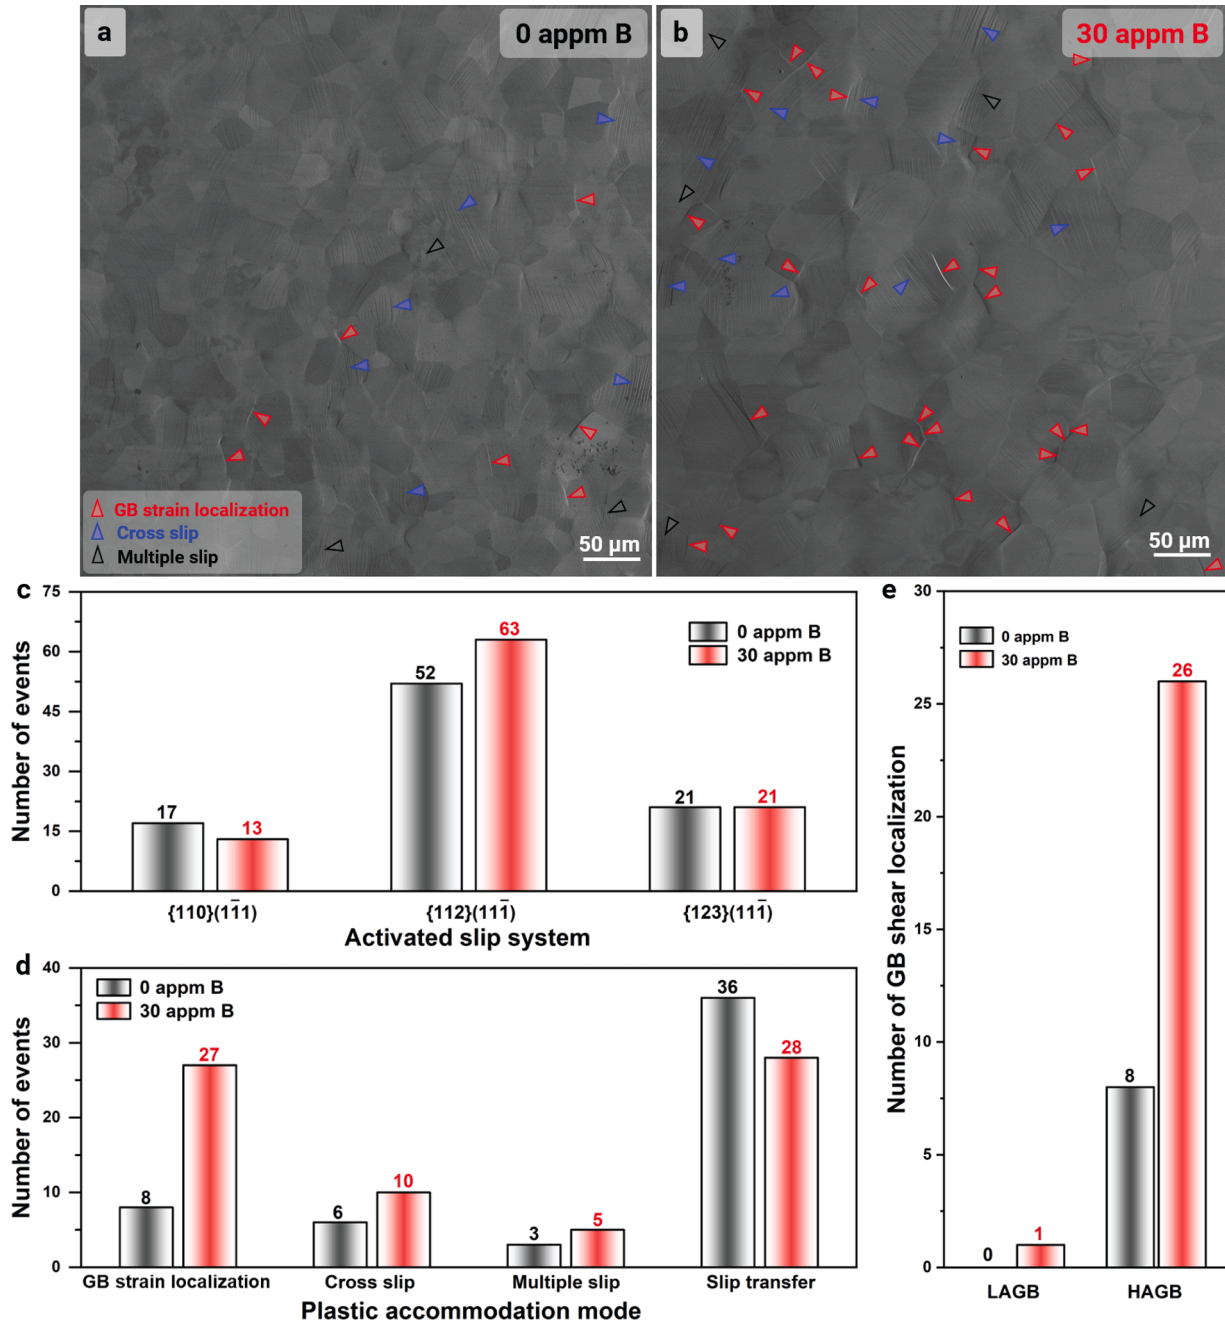 a
0 appm B
GB strain localization
Cross slip
Multiple slip
50 µm
b
30 appm B
50 µm
c
Number of events
75
60
45
30
15
0
17
13
52
63
21
21
0 appm B
30 appm B
{110}(11̅1)
{112}(111̅)
{123}(111̅)
Activated slip system
d
Number of events
40
30
20
10
0
0 appm B
30 appm B
8
27
6
10
3
5
36
28
GB strain localization
Cross slip
Multiple slip
Slip transfer
Plastic accommodation mode
e
Number of GB shear localization
30
25
20
15
10
5
0
0 appm B
30 appm B
0
1
8
26
LAGB
HAGB